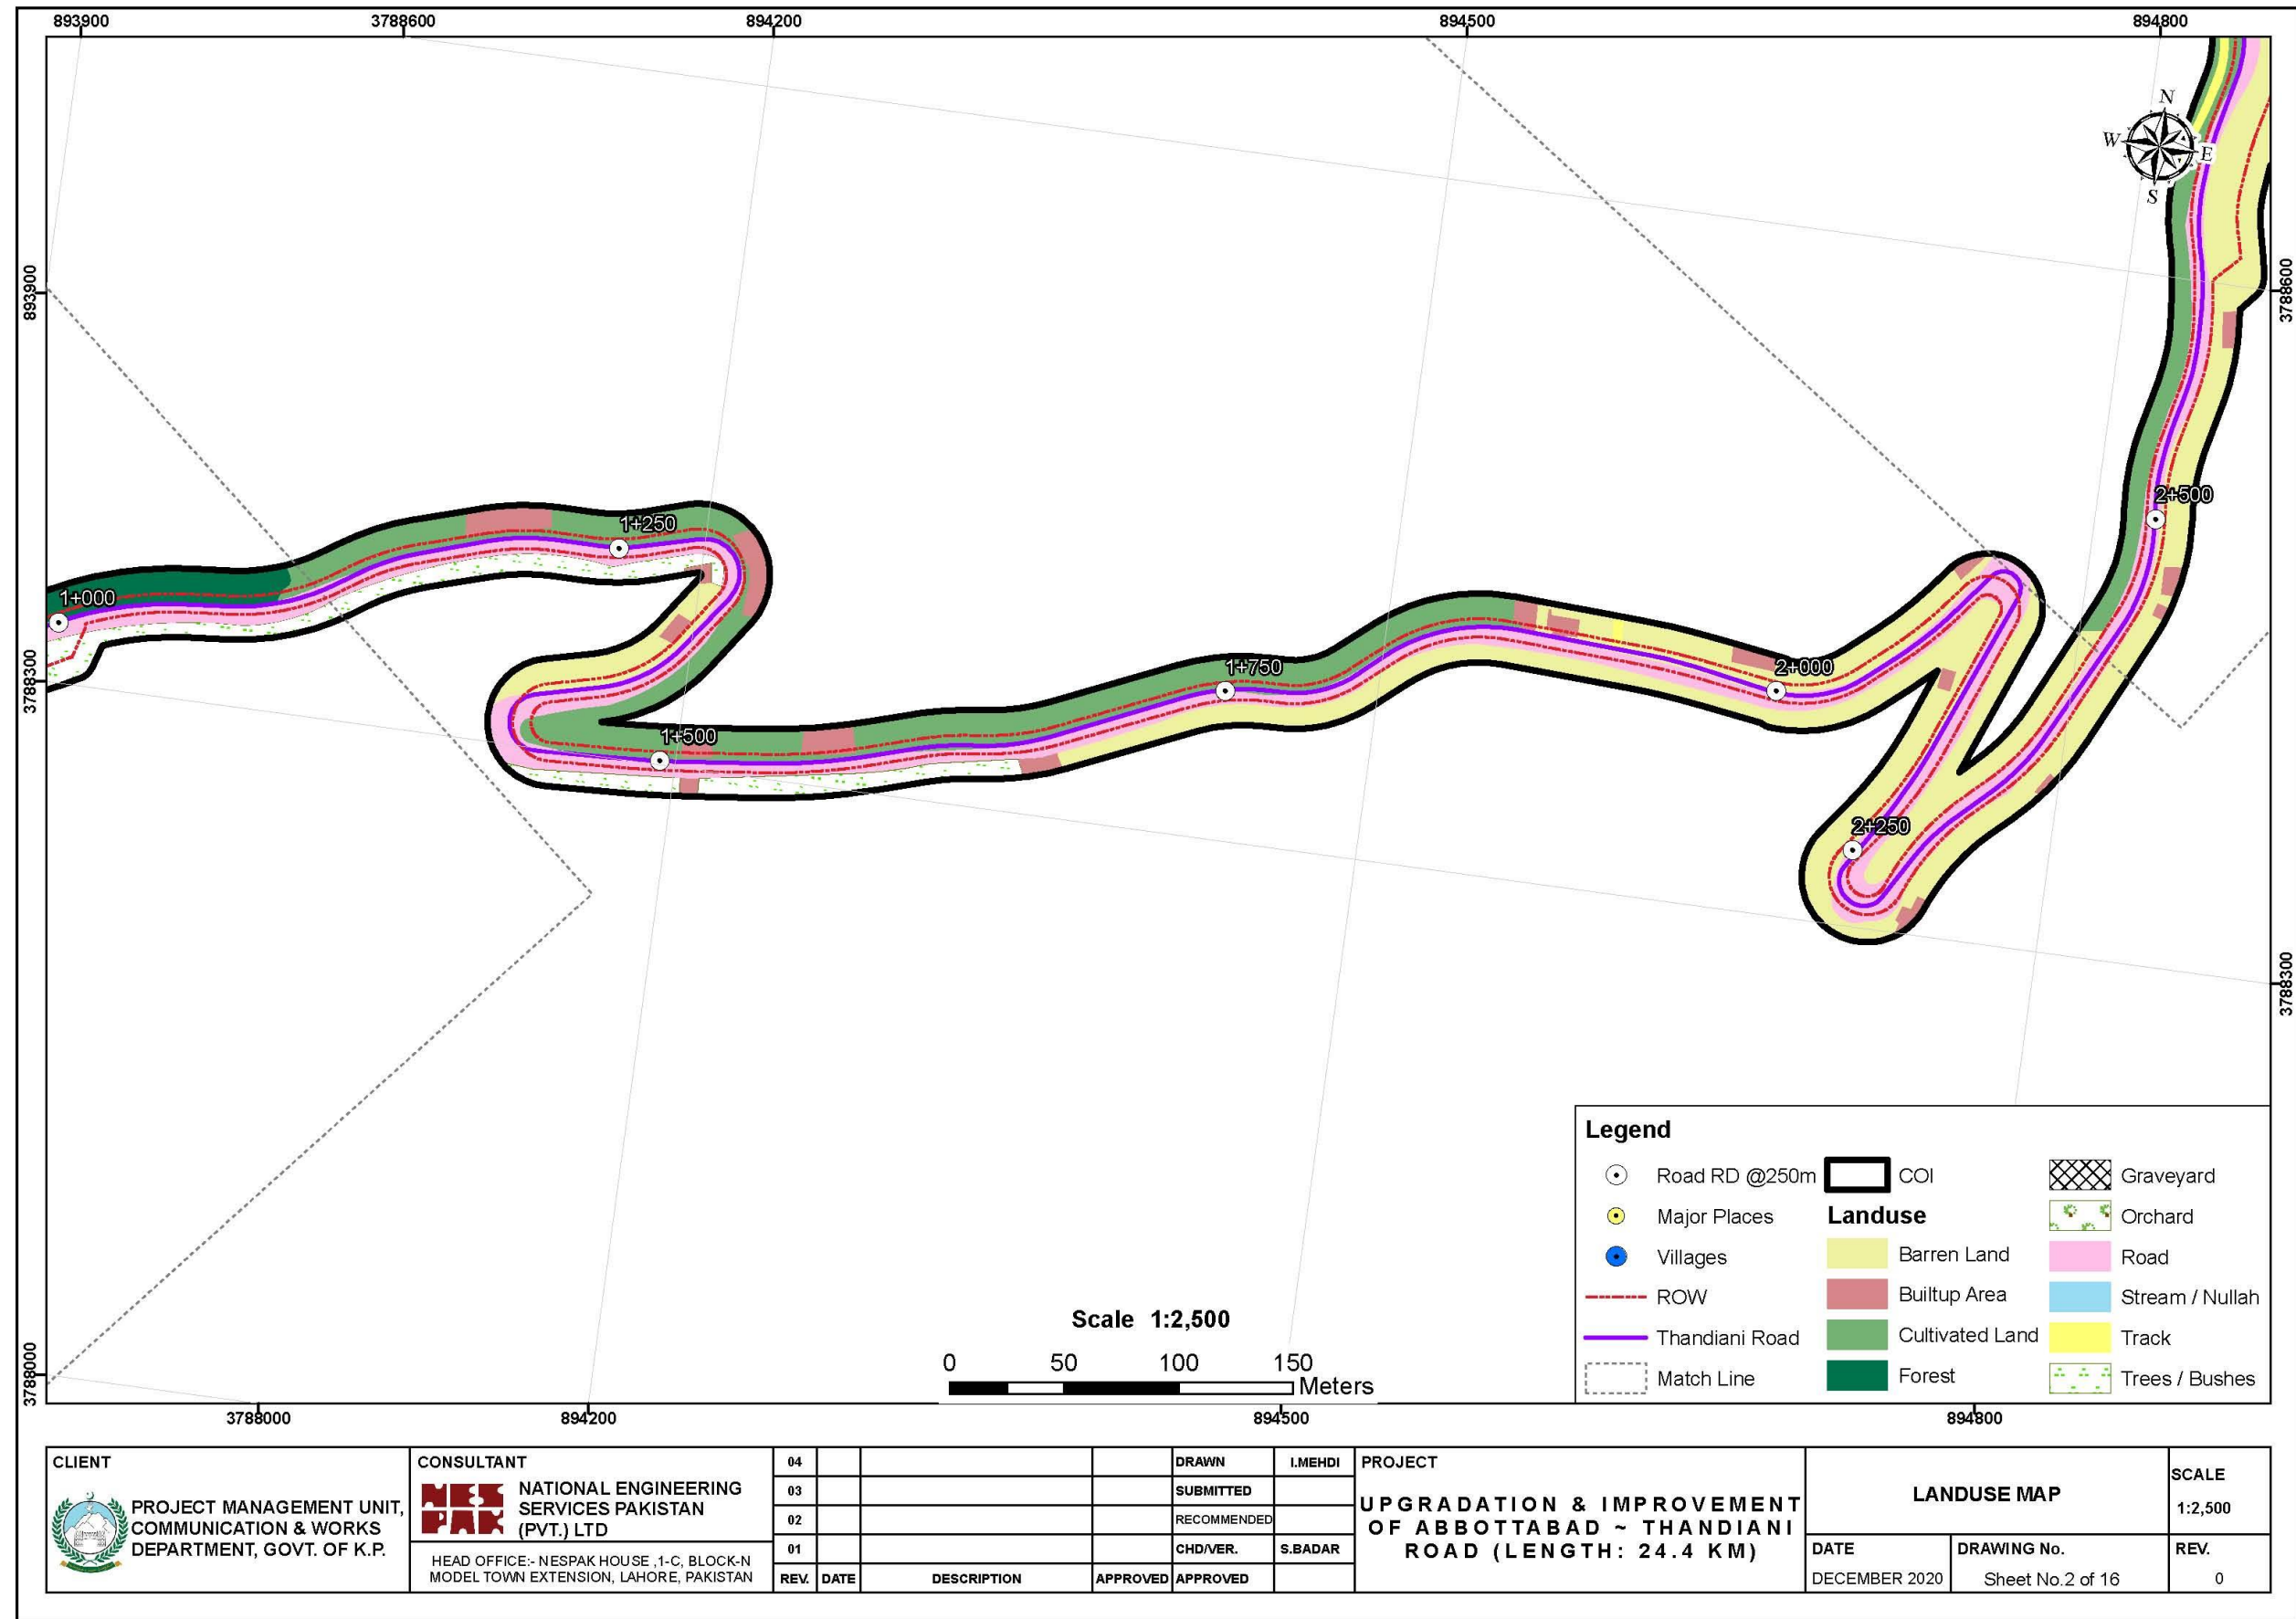 893900 3788600 894200 894500 894800
N
W E
S
893900
3788600
1+000
1+250
1+500
1+750
2+000
2+250
2+500
3788300
3788300
3788000
Legend
Road RD @250m
Major Places
Villages
ROW
Thandiani Road
Match Line
COI
Landuse
Barren Land
Builtup Area
Cultivated Land
Forest
Graveyard
Orchard
Road
Stream / Nullah
Track
Trees / Bushes
Scale 1:2,500
0 50 100 150
Meters
3788000 894200 894500 894800
CLIENT
PROJECT MANAGEMENT UNIT,
COMMUNICATION & WORKS
DEPARTMENT, GOVT. OF K.P.
CONSULTANT
NES
PAK
NATIONAL ENGINEERING
SERVICES PAKISTAN
(PVT.) LTD
HEAD OFFICE:- NESPAK HOUSE ,1-C, BLOCK-N
MODEL TOWN EXTENSION, LAHORE, PAKISTAN
04 DRAWN I.MEHDI
03 SUBMITTED
02 RECOMMENDED
01 CHD/VER. S.BADAR
REV. DATE DESCRIPTION APPROVED APPROVED
PROJECT
UPGRADATION & IMPROVEMENT
OF ABBOTTABAD ~ THANDIANI
ROAD (LENGTH: 24.4 KM)
LANDUSE MAP
SCALE
1:2,500
DATE
DECEMBER 2020
DRAWING No.
Sheet No.2 of 16
REV.
0